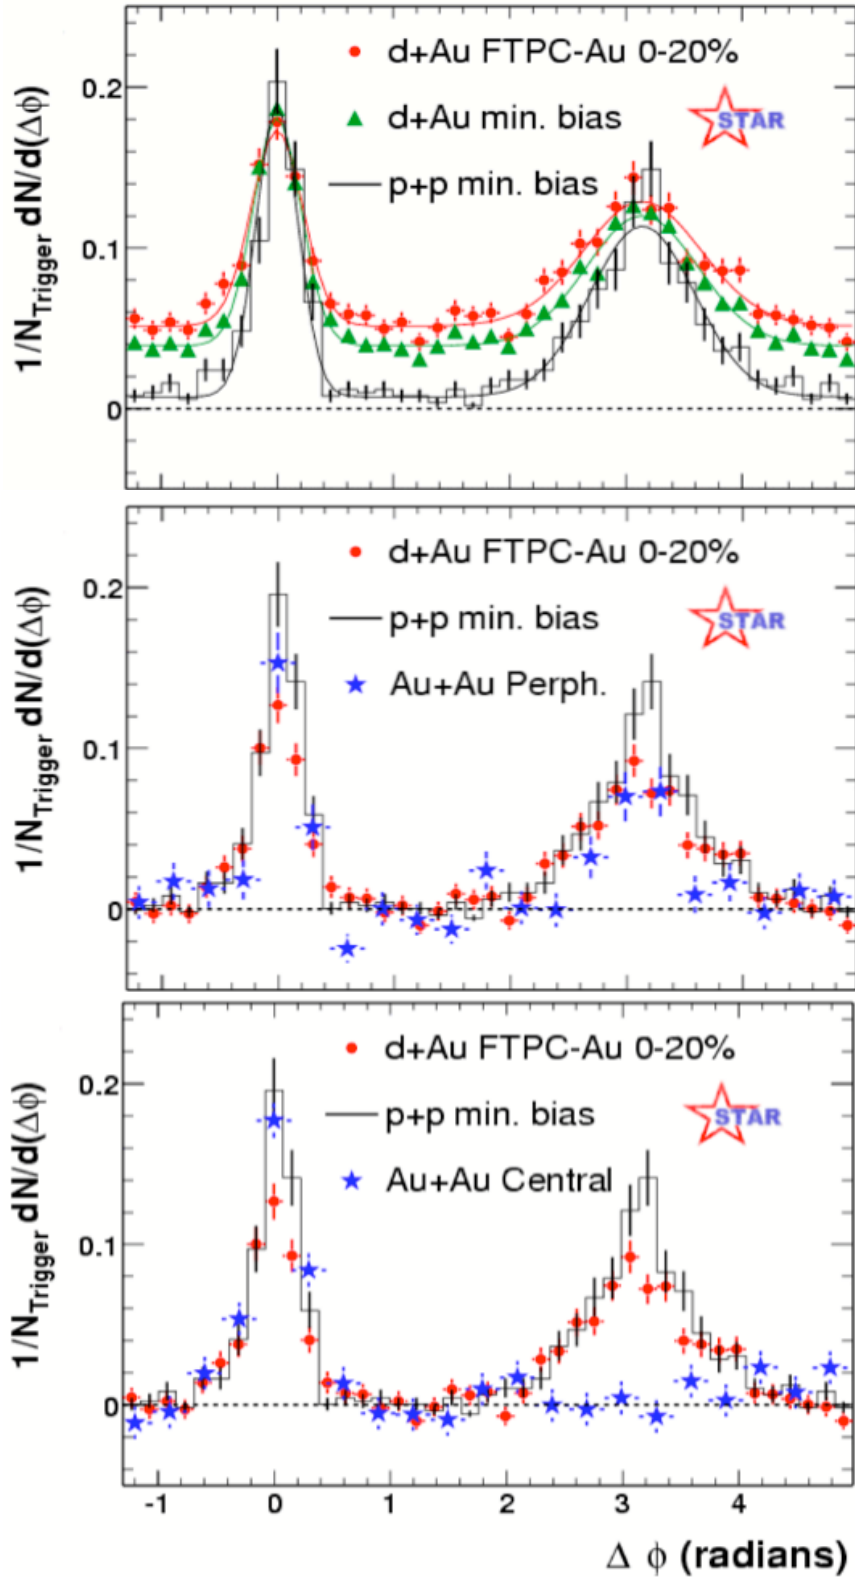 1/N_Trigger dN/d(Δϕ)
0.2
0.1
0
d+Au FTPC-Au 0-20%
d+Au min. bias
p+p min. bias
STAR
1/N_Trigger dN/d(Δϕ)
0.2
0.1
0
d+Au FTPC-Au 0-20%
p+p min. bias
Au+Au Perph.
STAR
1/N_Trigger dN/d(Δϕ)
0.2
0.1
0
d+Au FTPC-Au 0-20%
p+p min. bias
Au+Au Central
STAR
-1 0 1 2 3 4
Δ ϕ (radians)